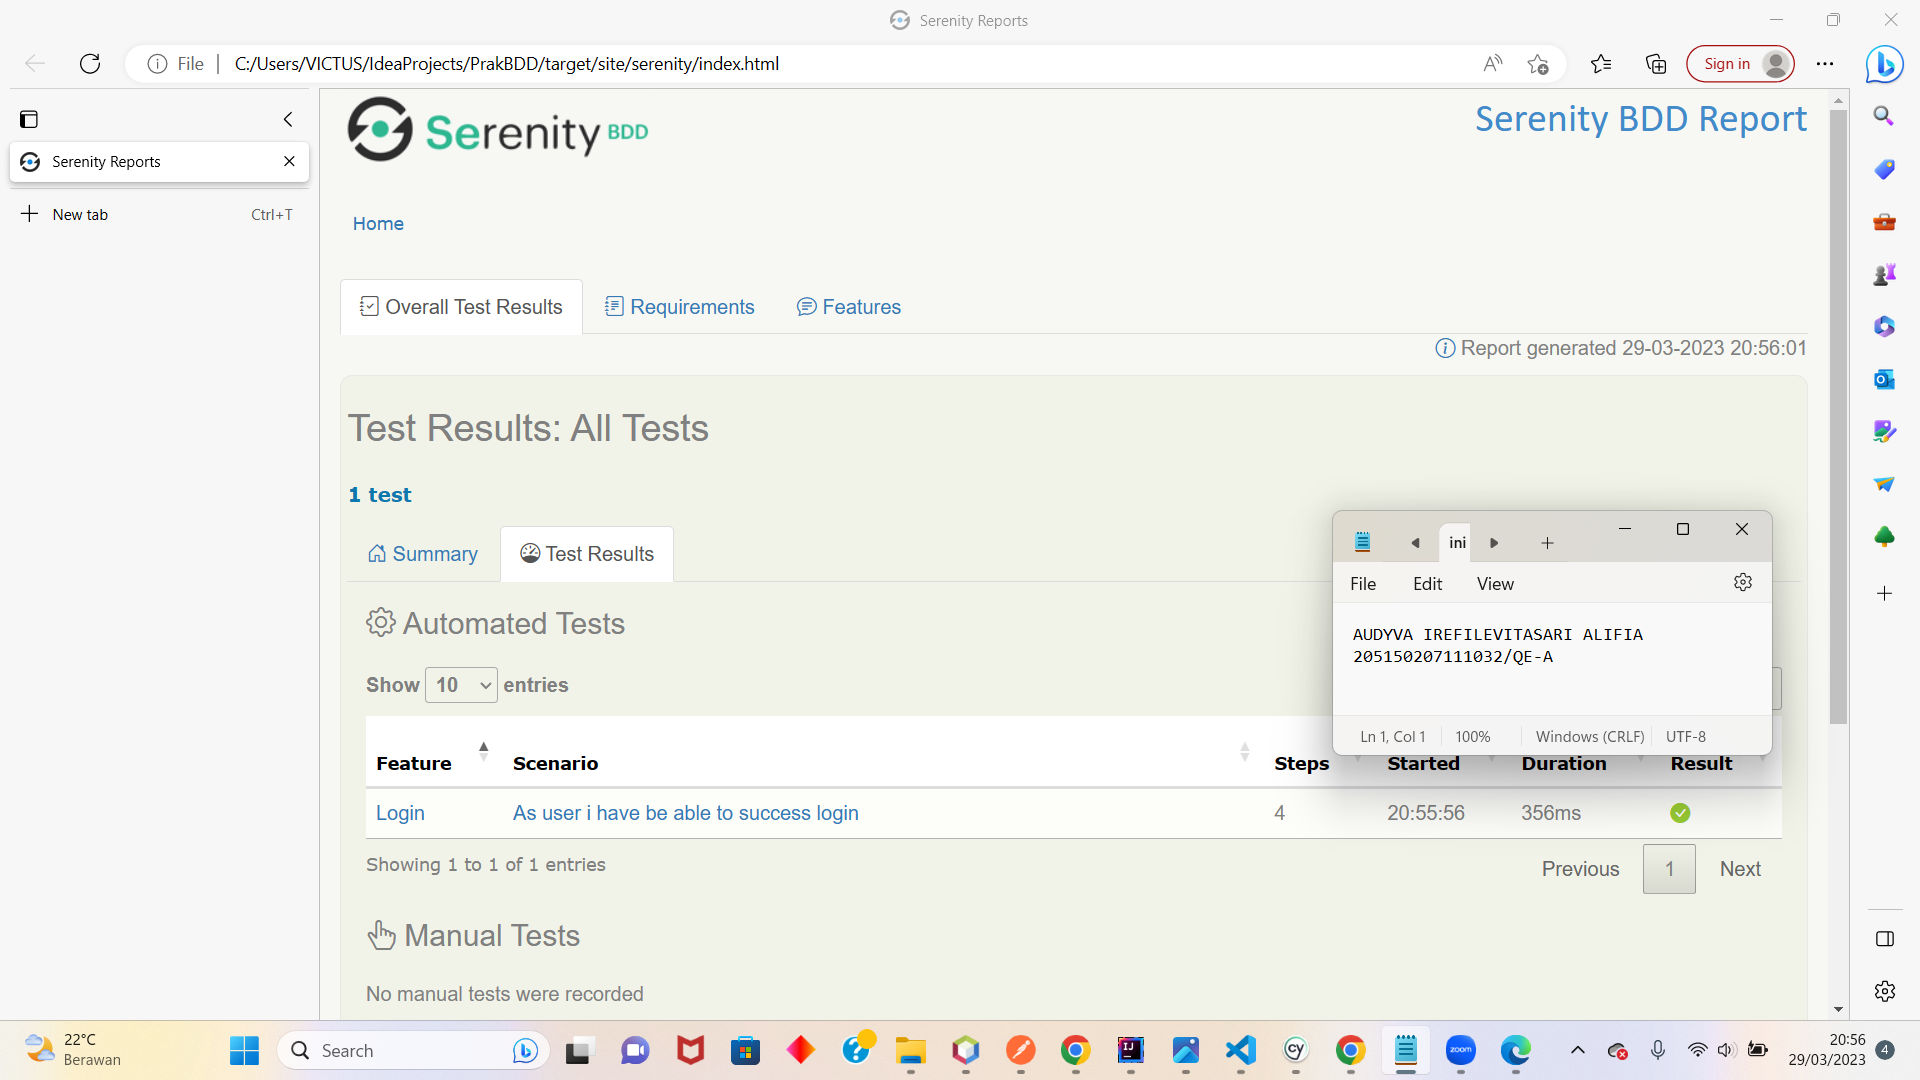 Serenity Reports
File
C:/Users/VICTUS/IdeaProjects/PrakBDD/target/site/serenity/index.html
Sign in
Serenity Reports
New tab Ctrl+T
Serenity BDD
Serenity BDD Report
Home
Overall Test Results Requirements Features
Report generated 29-03-2023 20:56:01
Test Results: All Tests
1 test
Summary Test Results
Automated Tests
Show 10 entries
Feature Scenario Steps Started Duration Result
Login As user i have be able to success login 4 20:55:56 356ms
Showing 1 to 1 of 1 entries
Previous 1 Next
Manual Tests
No manual tests were recorded
ini
File Edit View
AUDYVA IREFILEVITASARI ALIFIA
205150207111032/QE-A
Ln 1, Col 1 100% Windows (CRLF) UTF-8
22°C
Berawan
Search
IJ
CY
zoom
20:56
29/03/2023
4